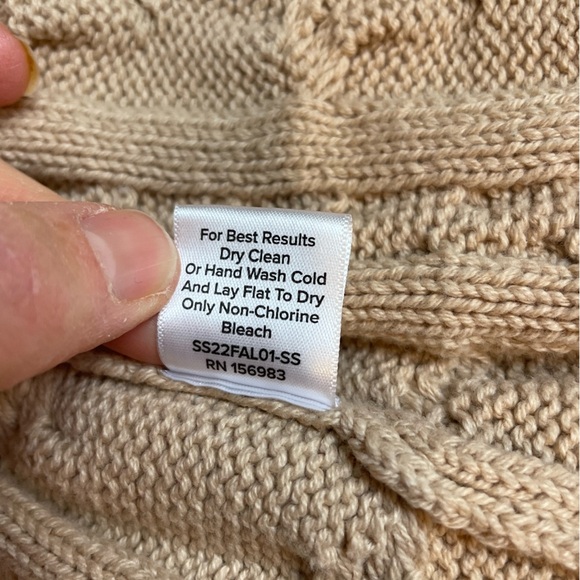 For Best Results
Dry Clean
Or Hand Wash Cold
And Lay Flat To Dry
Only Non-Chlorine
Bleach
SS22FAL01-SS
RN 156983